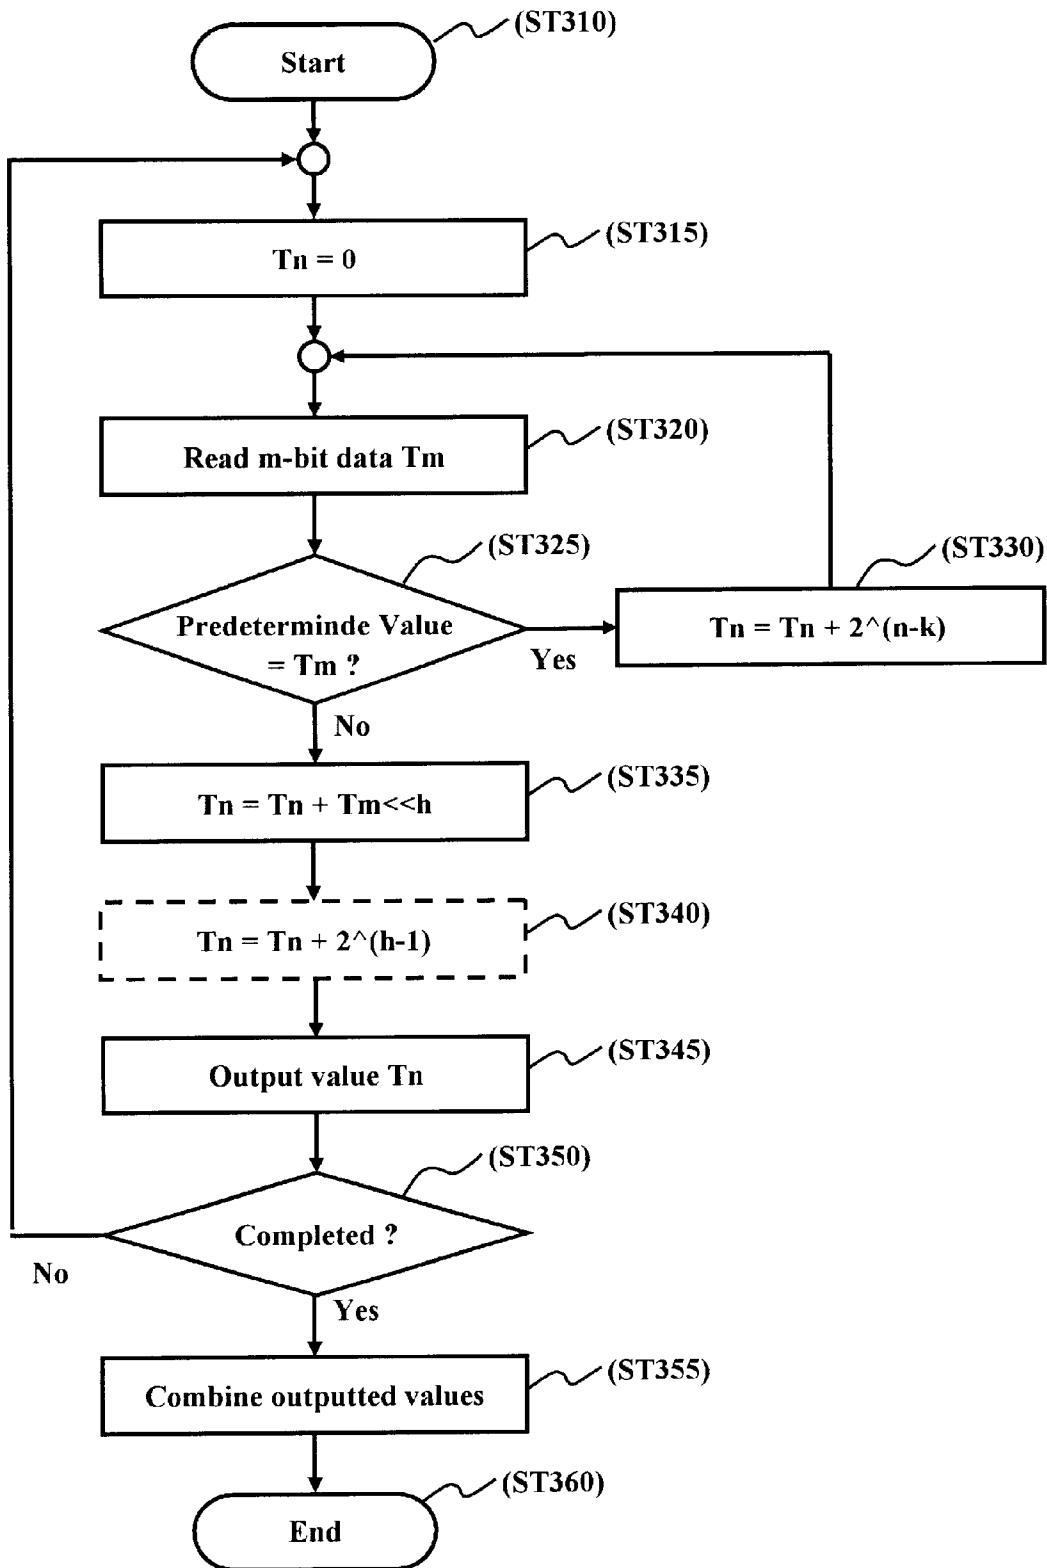 (ST310)
Start
(ST315)
Tn = 0
(ST320)
Read m-bit data Tm
(ST325)
(ST330)
Predeterminde Value
= Tm ?
Yes
Tn = Tn + 2^(n-k)
No
(ST335)
Tn = Tn + Tm<<h
(ST340)
Tn = Tn + 2^(h-1)
(ST345)
Output value Tn
(ST350)
Completed ?
No
Yes
(ST355)
Combine outputted values
(ST360)
End